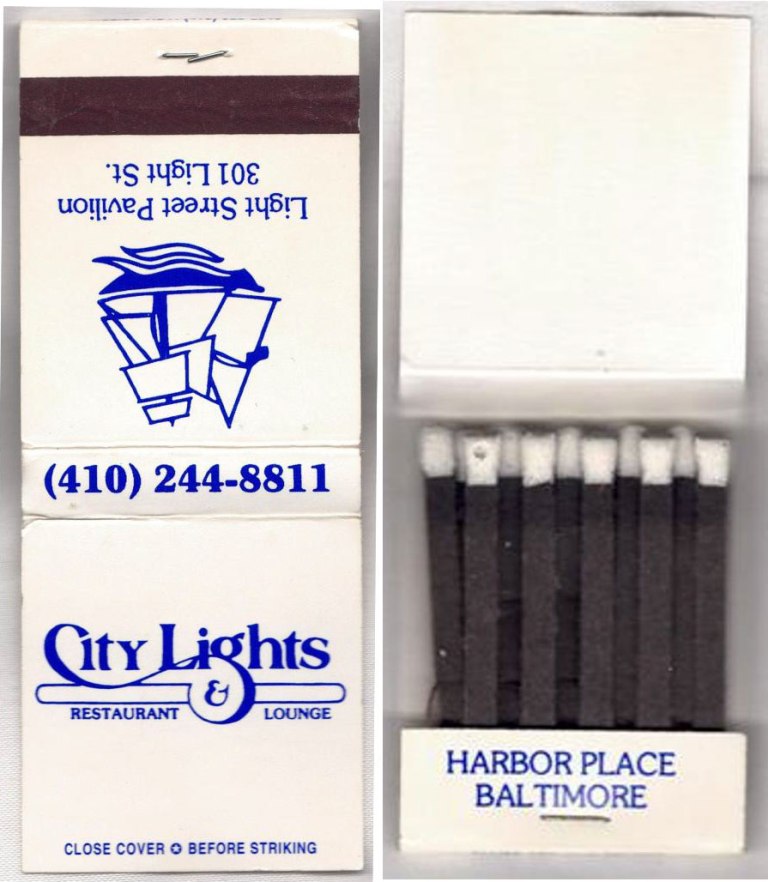 Light Street Pavilion
301 Light St.
(410) 244-8811
City Lights
&
RESTAURANT LOUNGE
CLOSE COVER ✪ BEFORE STRIKING
HARBOR PLACE
BALTIMORE